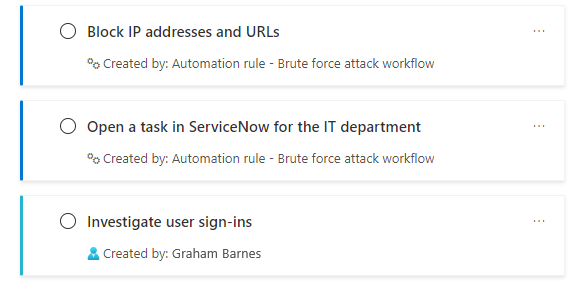 Block IP addresses and URLs
Created by: Automation rule - Brute force attack workflow
Open a task in ServiceNow for the IT department
Created by: Automation rule - Brute force attack workflow
Investigate user sign-ins
Created by: Graham Barnes